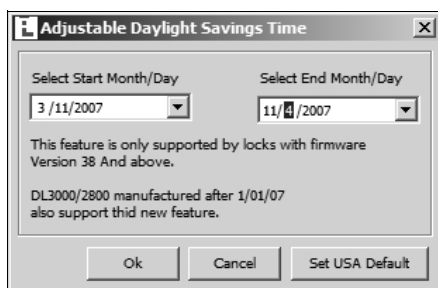 Adjustable Daylight Savings Time
Select Start Month/Day
Select End Month/Day
3 /11/2007
11/ 4 /2007
This feature is only supported by locks with firmware
Version 38 And above.
DL3000/2800 manufactured after 1/01/07
also support thid new feature.
Ok
Cancel
Set USA Default